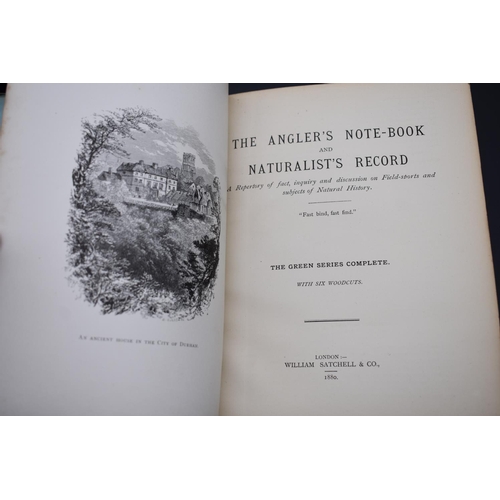 AN ANCIENT HOUSE IN THE CITY OF DURHAM
THE ANGLER'S NOTE-BOOK
AND
NATURALIST'S RECORD
A Repertory of fact, inquiry and discussion on Field-sports and
subjects of Natural History.
"Fast bind, fast find."
THE GREEN SERIES COMPLETE.
WITH SIX WOODCUTS.
LONDON:—
WILLIAM SATCHELL & CO.,
1880.